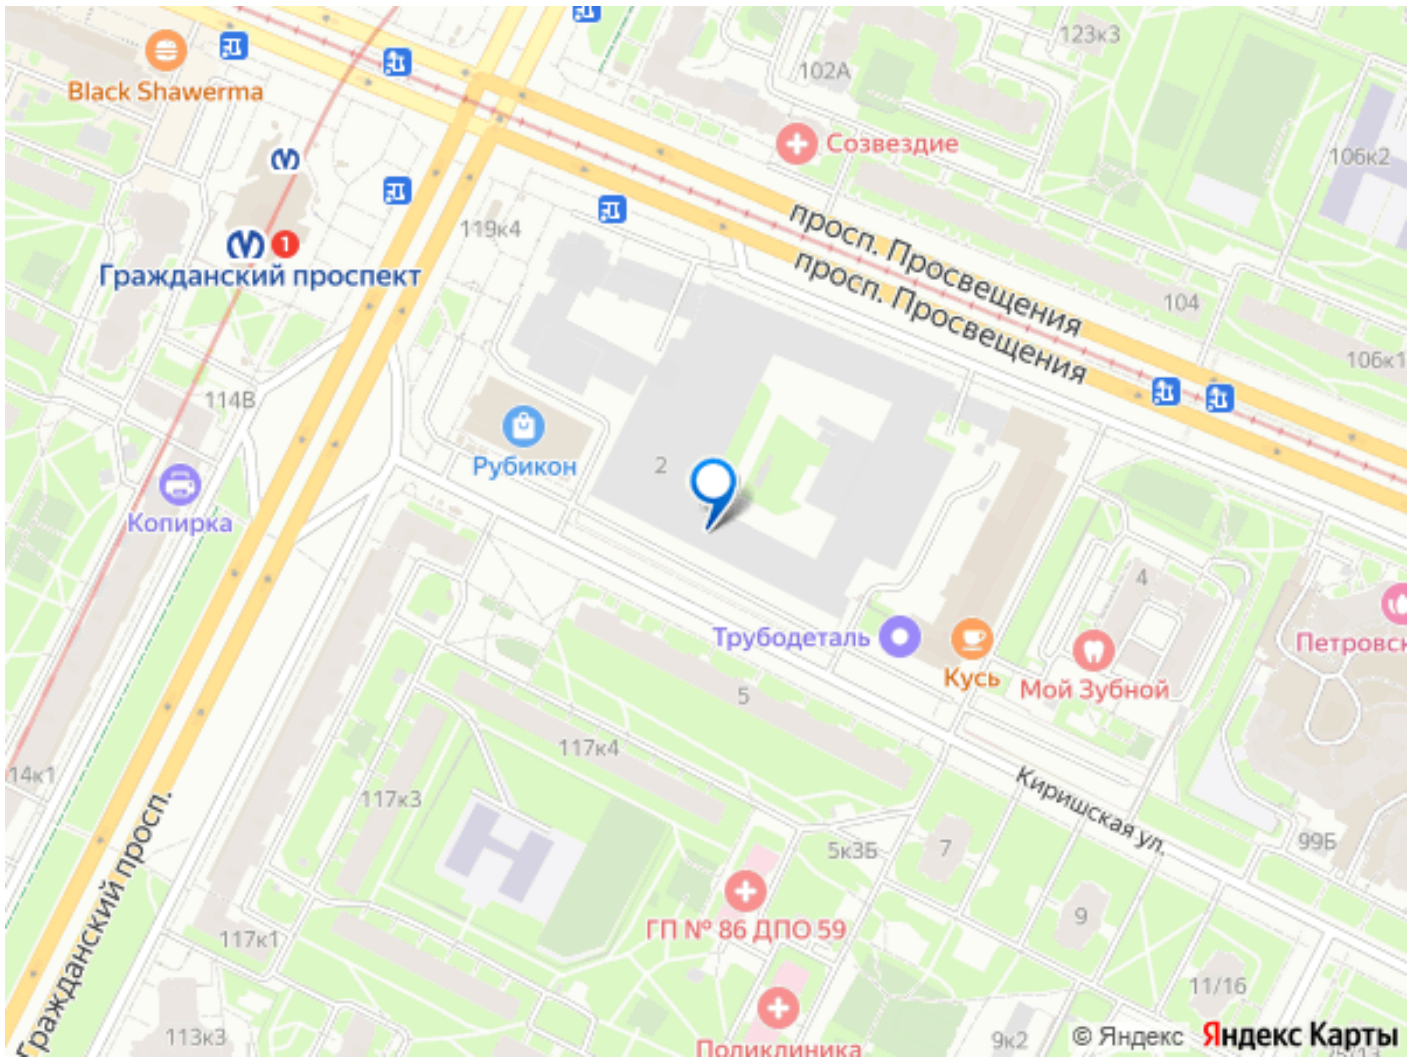 123к3
102А
Black Shawerma
Созвездие
106к2
119к4
просп. Просвещения
просп. Просвещения
1
Гражданский проспект
104
106к1
114В
Рубикон
2
Копирка
4
Трубодеталь
Петровск
Кусь
Мой Зубной
5
117к4
14к1
117к3
Киришская ул.
99Б
5к3Б
7
9
ГП № 86 ДПО 59
117к1
Гражданский просп.
11/16
113к3
9к2
© Яндекс
Яндекс Карты
Поликлиника